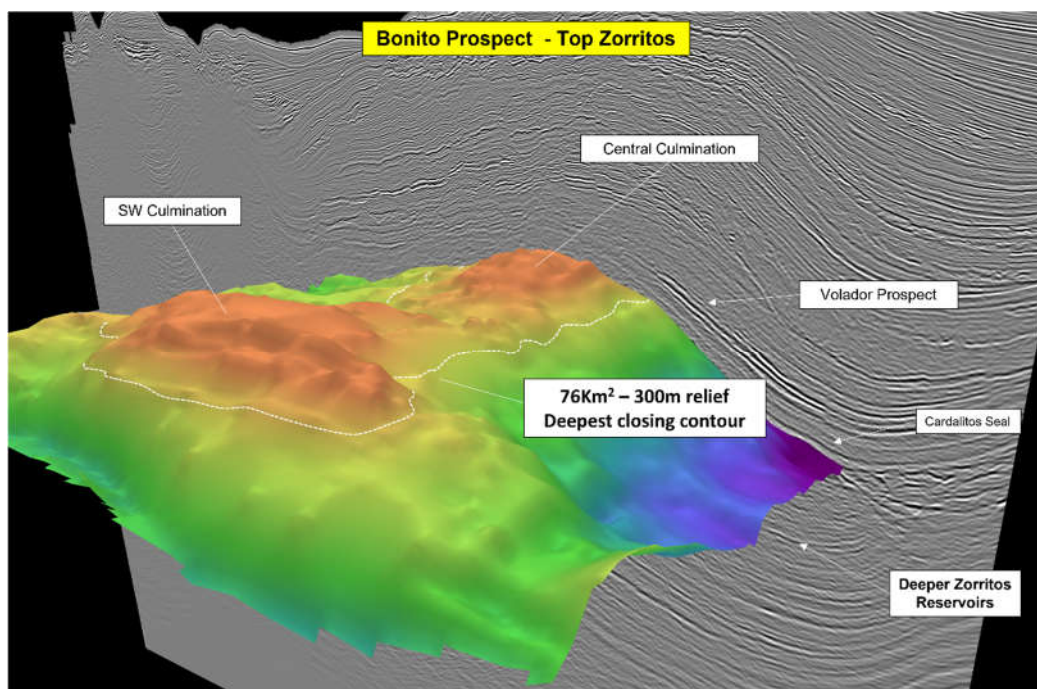 Bonito Prospect - Top Zorritos
Central Culmination
SW Culmination
Volador Prospect
76Km² – 300m relief
Deepest closing contour
Cardalitos Seal
Deeper Zorritos
Reservoirs